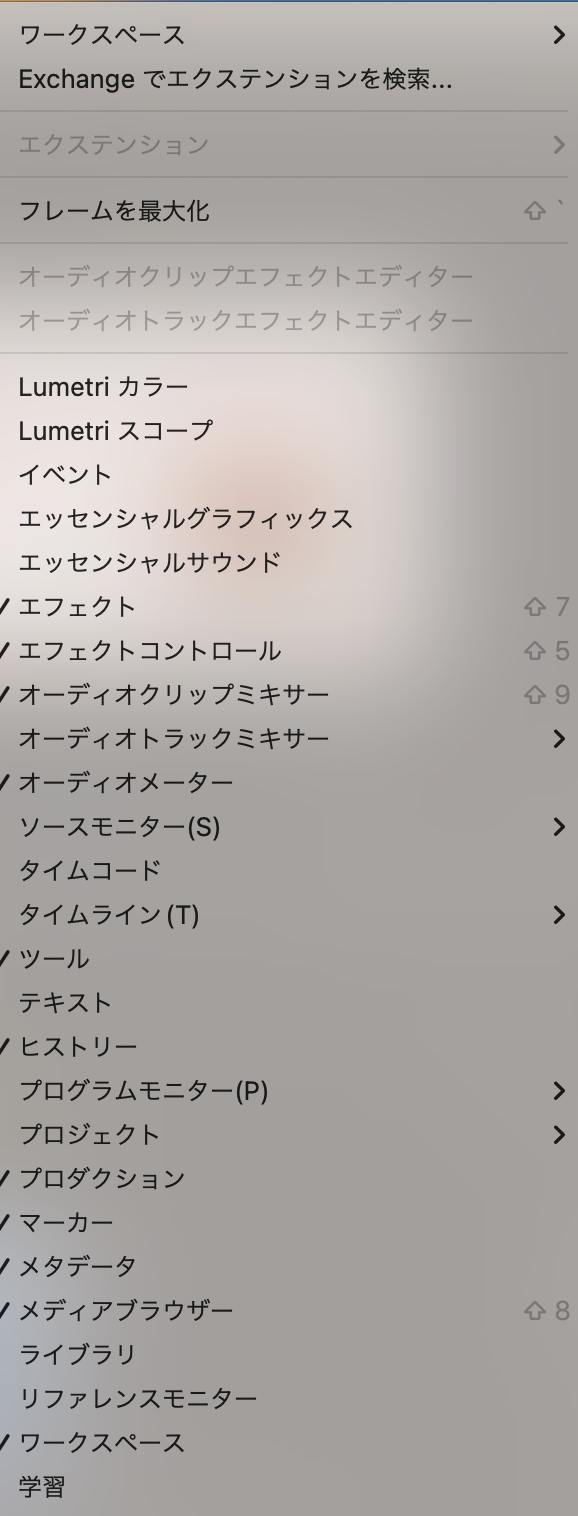 ワークスペース
Exchange でエクステンションを検索...
エクステンション
フレームを最大化 ⇧ `
オーディオクリップエフェクトエディター
オーディオトラックエフェクトエディター
Lumetri カラー
Lumetri スコープ
イベント
エッセンシャルグラフィックス
エッセンシャルサウンド
エフェクト ⇧ 7
エフェクトコントロール ⇧ 5
オーディオクリップミキサー ⇧ 9
オーディオトラックミキサー
オーディオメーター
ソースモニター(S)
タイムコード
タイムライン (T)
ツール
テキスト
ヒストリー
プログラムモニター(P)
プロジェクト
プロダクション
マーカー
メタデータ
メディアブラウザー ⇧ 8
ライブラリ
リファレンスモニター
ワークスペース
学習